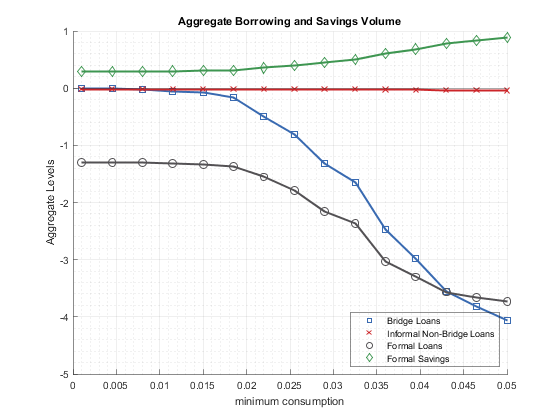 Aggregate Borrowing and Savings Volume
1
0
-1
-2
-3
-4
-5
Aggregate Levels
Bridge Loans
Informal Non-Bridge Loans
Formal Loans
Formal Savings
0 0.005 0.01 0.015 0.02 0.025 0.03 0.035 0.04 0.045 0.05
minimum consumption